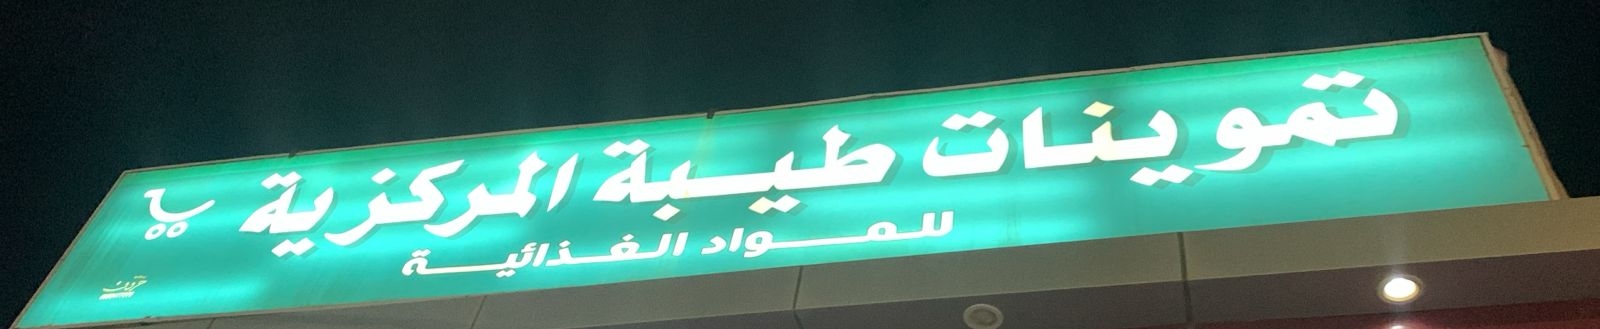 تموينات طيبة المركزية
للمواد الغذائية